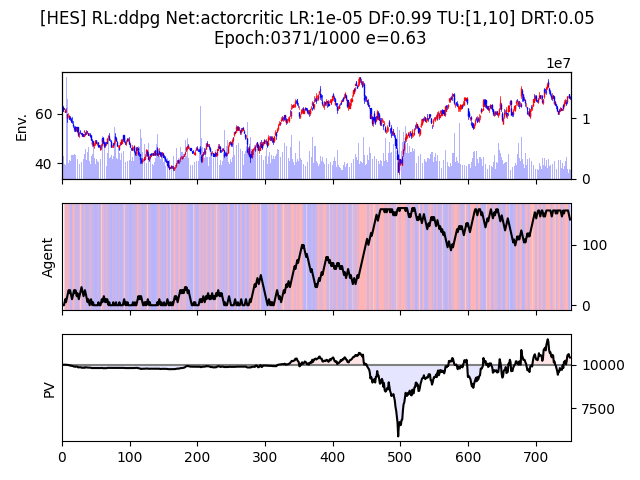 [HES] RL:ddpg Net:actorcritic LR:1e-05 DF:0.99 TU:[1,10] DRT:0.05
Epoch:0371/1000 e=0.63
1e7
Env.
60
40
1
0
Agent
100
0
PV
10000
7500
0 100 200 300 400 500 600 700